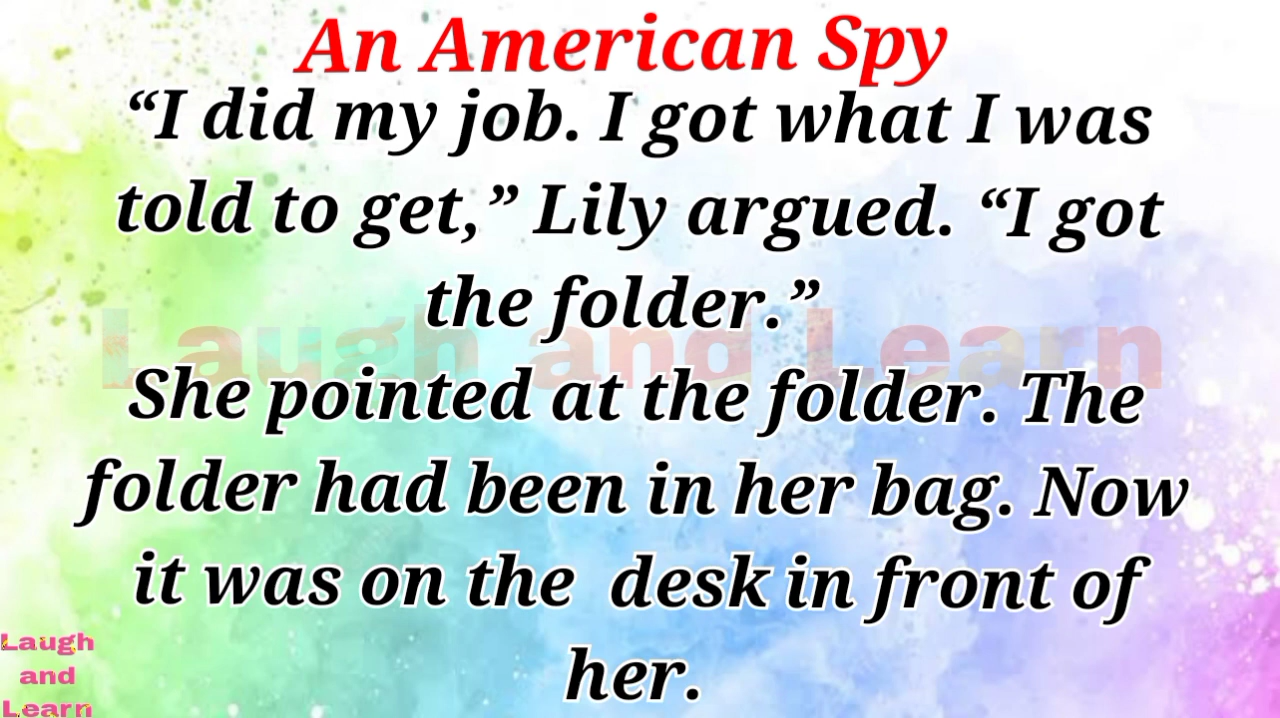 An American Spy
“I did my job. I got what I was
told to get,” Lily argued. “I got
the folder.”
Laugh and Learn
She pointed at the folder. The
folder had been in her bag. Now
it was on the desk in front of
her.
Laugh
and
Learn